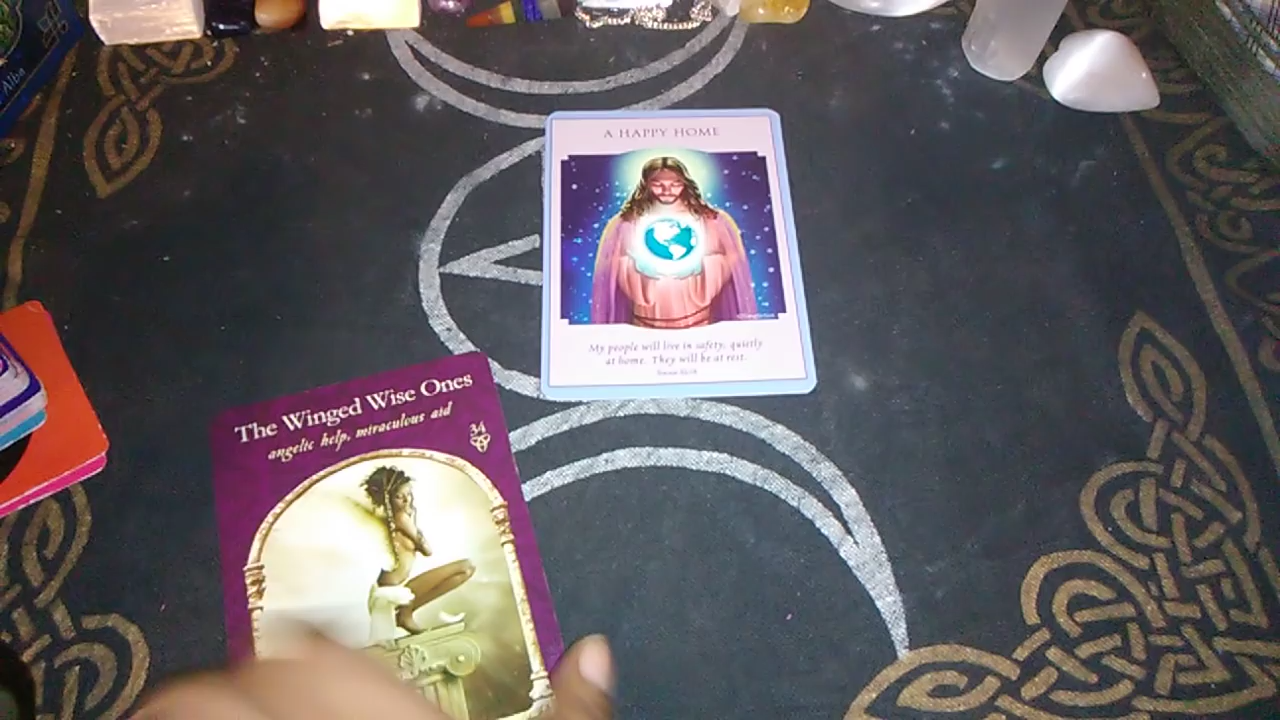 A HAPPY HOME
My people will live in safety, quietly
at home. They will be at rest.
The Winged Wise Ones
angelic help, miraculous aid
34
Alba